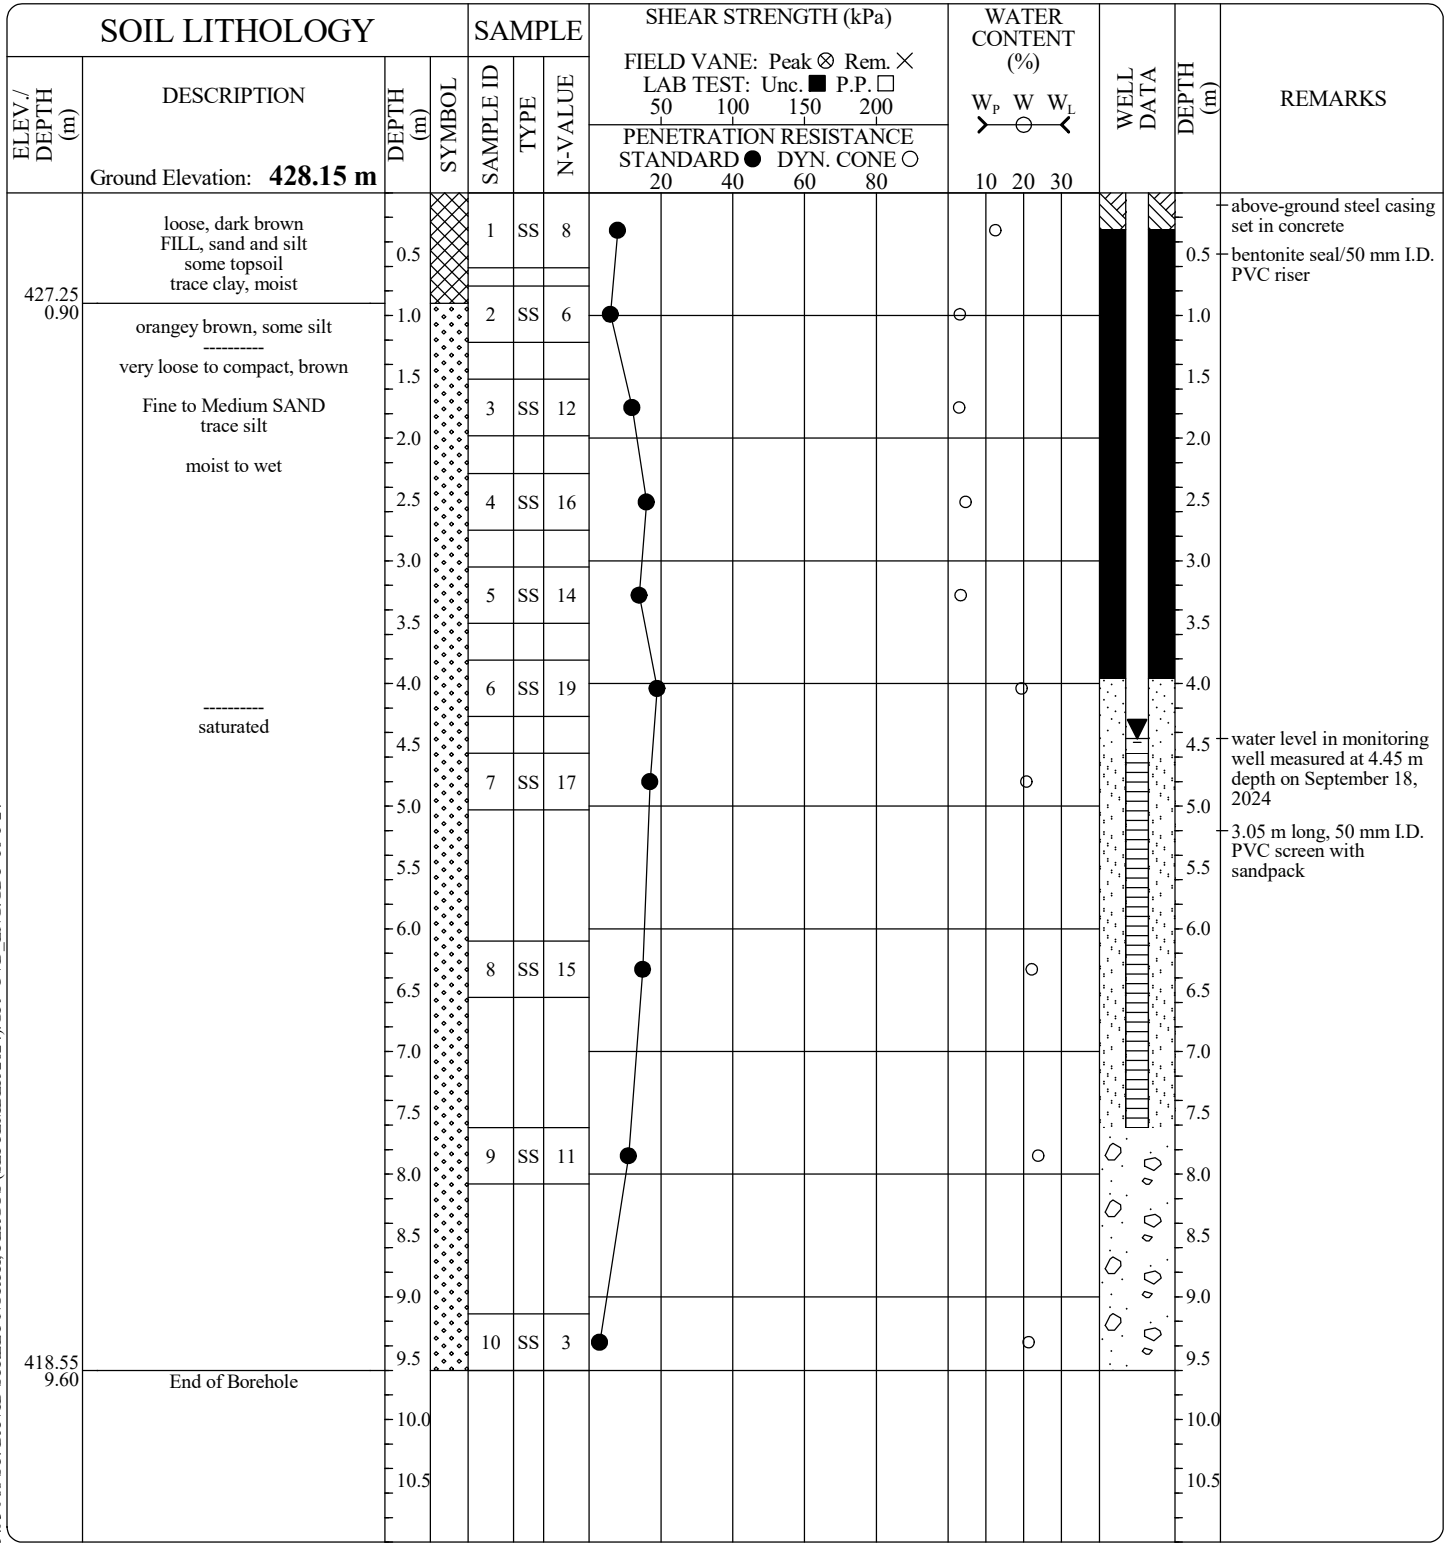 SOIL LITHOLOGY
SAMPLE
SHEAR STRENGTH (kPa)
FIELD VANE: Peak ⊗ Rem. ×
LAB TEST: Unc. ■ P.P. □
50 100 150 200
PENETRATION RESISTANCE
STANDARD ● DYN. CONE ○
20 40 60 80
WATER
CONTENT
(%)
W_P W W_L
10 20 30
WELL
DATA
DEPTH
(m)
REMARKS
ELEV./
DEPTH
(m)
DESCRIPTION
Ground Elevation: 428.15 m
DEPTH
(m)
SYMBOL
SAMPLE ID
TYPE
N-VALUE
loose, dark brown
FILL, sand and silt
some topsoil
trace clay, moist
427.25
0.90
orangey brown, some silt
----------
very loose to compact, brown
Fine to Medium SAND
trace silt
moist to wet
----------
saturated
418.55
9.60
End of Borehole
0.5
1.0
1.5
2.0
2.5
3.0
3.5
4.0
4.5
5.0
5.5
6.0
6.5
7.0
7.5
8.0
8.5
9.0
9.5
10.0
10.5
1 SS 8
2 SS 6
3 SS 12
4 SS 16
5 SS 14
6 SS 19
7 SS 17
8 SS 15
9 SS 11
10 SS 3
0.5
1.0
1.5
2.0
2.5
3.0
3.5
4.0
4.5
5.0
5.5
6.0
6.5
7.0
7.5
8.0
8.5
9.0
9.5
10.0
10.5
above-ground steel casing
set in concrete
bentonite seal/50 mm I.D.
PVC riser
water level in monitoring
well measured at 4.45 m
depth on September 18,
2024
3.05 m long, 50 mm I.D.
PVC screen with
sandpack